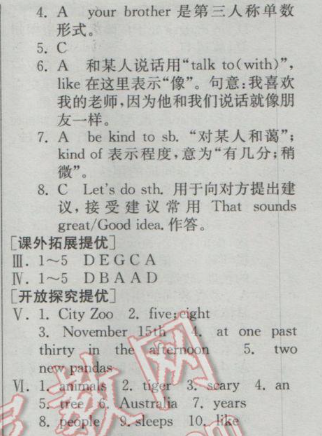 4. A your brother 是第三人称单数
形式。
5. C
6. A 和某人说话用“talk to(with)”,
like 在这里表示“像”。句意:我喜欢
我的老师,因为他和我们说话就像朋
友一样。
7. A be kind to sb. “对某人和蔼”;
kind of 表示程度,意为“有几分;稍
微”。
8. C Let's do sth. 用于向对方提出建
议,接受建议常用 That sounds
great/Good idea. 作答。
[课外拓展提优]
Ⅲ. 1~5 D E G C A
Ⅳ. 1~5 D B A A D
[开放探究提优]
Ⅴ. 1. City Zoo 2. five;eight
3. November 15th 4. at one past
thirty in the afternoon 5. two
new pandas
Ⅵ. 1. animals 2. tiger 3. scary 4. an
5. tree 6. Australia 7. years
8. people 9. sleeps 10. like